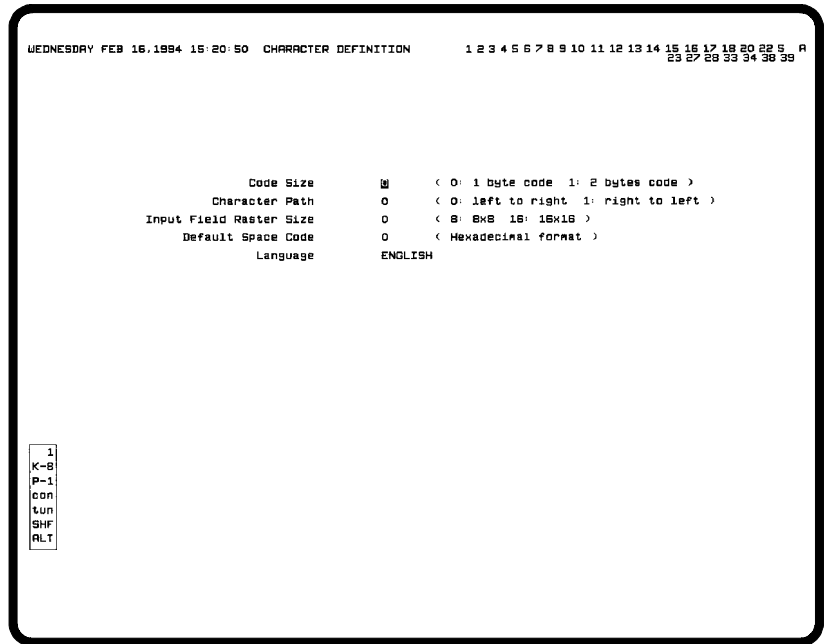 WEDNESDAY FEB 16,1994 15:20:50 CHARACTER DEFINITION 1 2 3 4 5 6 7 8 9 10 11 12 13 14 15 16 17 18 20 22 S A
23 27 28 33 34 38 39
Code Size 0 ( 0: 1 byte code 1: 2 bytes code )
Character Path 0 ( 0: left to right 1: right to left )
Input Field Raster Size 0 ( 8: 8x8 16: 16x16 )
Default Space Code 0 ( Hexadecimal format )
Language ENGLISH
1
K-8
P-1
con
tun
SHF
ALT